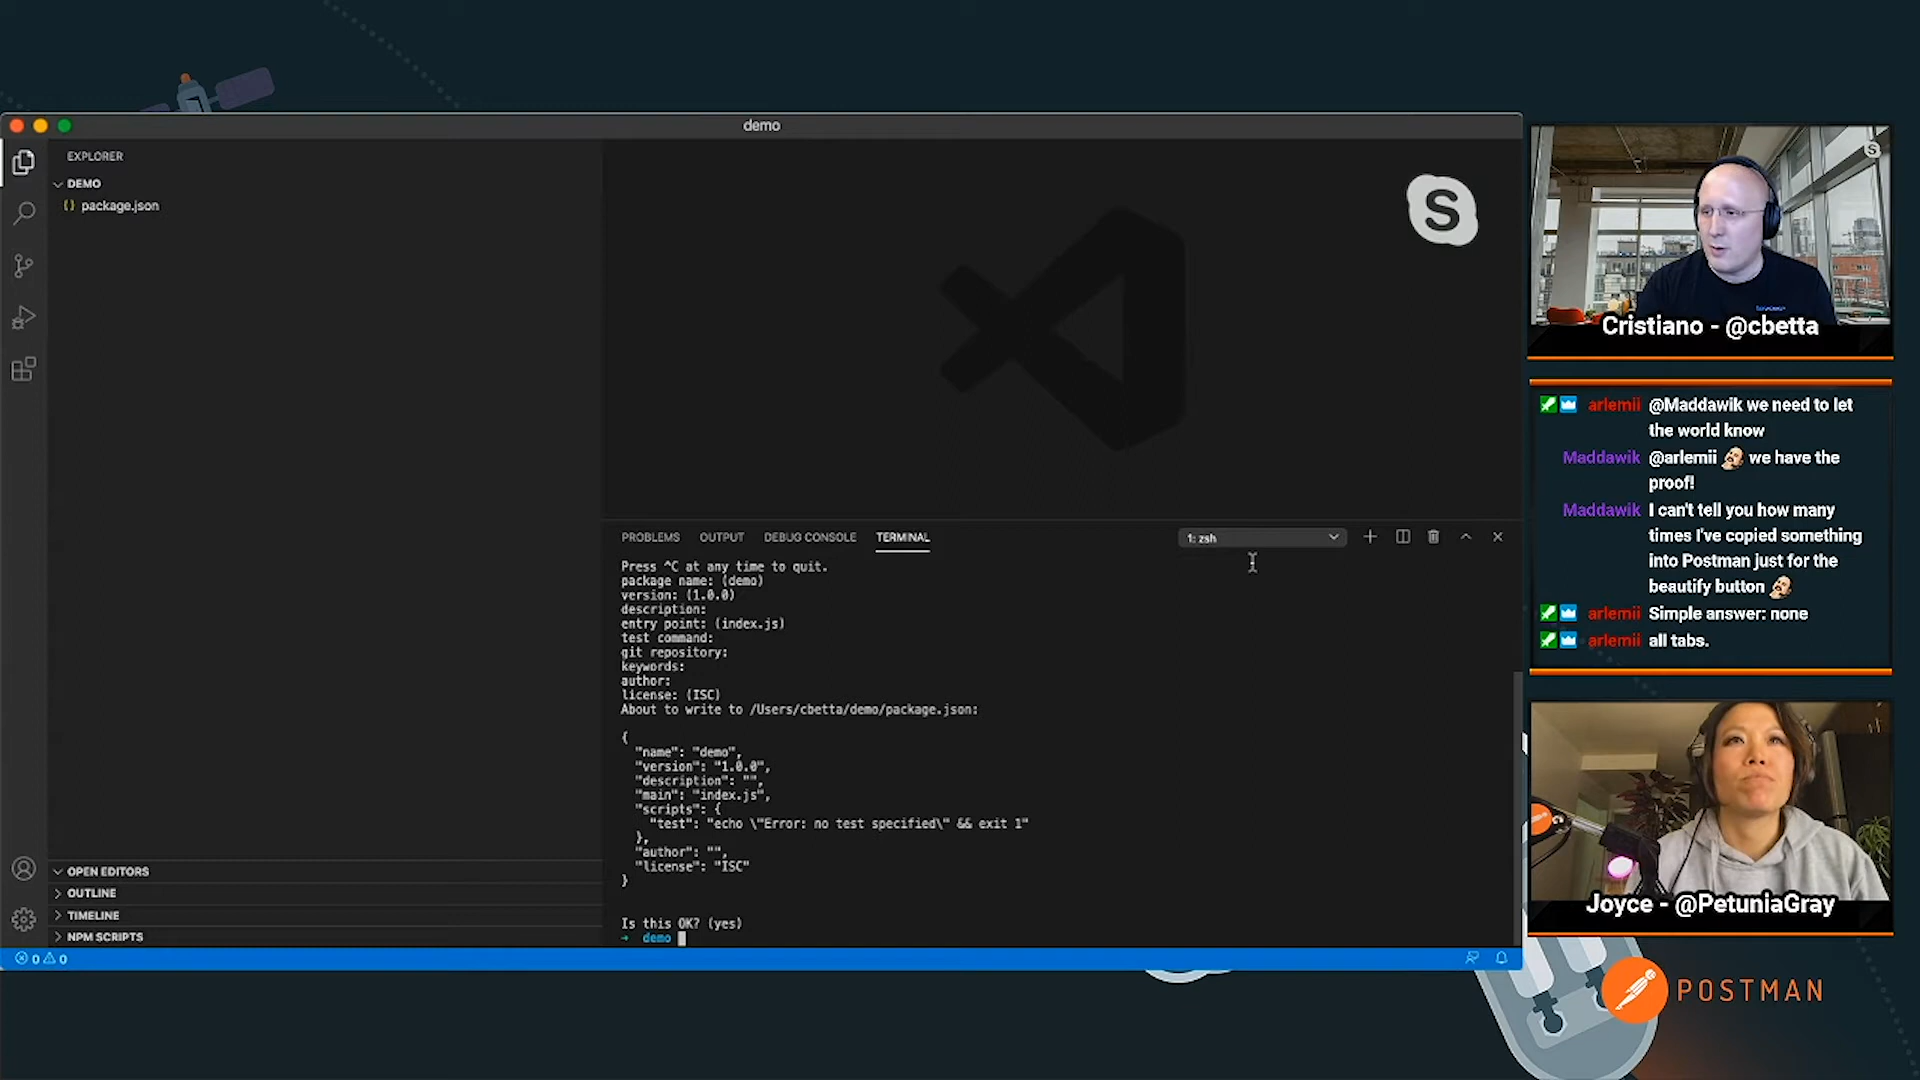 demo
EXPLORER
DEMO
{} package.json
OPEN EDITORS
OUTLINE
TIMELINE
NPM SCRIPTS
0 0
S
PROBLEMS OUTPUT DEBUG CONSOLE TERMINAL 1: zsh
Press ^C at any time to quit.
package name: (demo)
version: (1.0.0)
description:
entry point: (index.js)
test command:
git repository:
keywords:
author:
license: (ISC)
About to write to /Users/cbetta/demo/package.json:
{
"name": "demo",
"version": "1.0.0",
"description": "",
"main": "index.js",
"scripts": {
"test": "echo \"Error: no test specified\" && exit 1"
},
"author": "",
"license": "ISC"
}
Is this OK? (yes)
→ demo
S
Cristiano - @cbetta
arlemii @Maddawik we need to let
the world know
Maddawik @arlemii we have the
proof!
Maddawik I can't tell you how many
times I've copied something
into Postman just for the
beautify button
arlemii Simple answer: none
arlemii all tabs.
Joyce - @PetuniaGray
POSTMAN